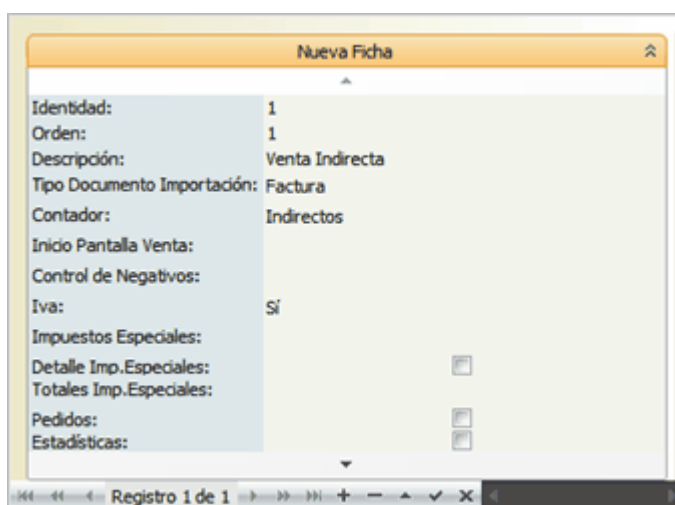 Nueva Ficha
Identidad: 1
Orden: 1
Descripción: Venta Indirecta
Tipo Documento Importación: Factura
Contador: Indirectos
Inicio Pantalla Venta:
Control de Negativos:
Iva: Sí
Impuestos Especiales:
Detalle Imp.Especiales:
Totales Imp.Especiales:
Pedidos:
Estadísticas:
Registro 1 de 1